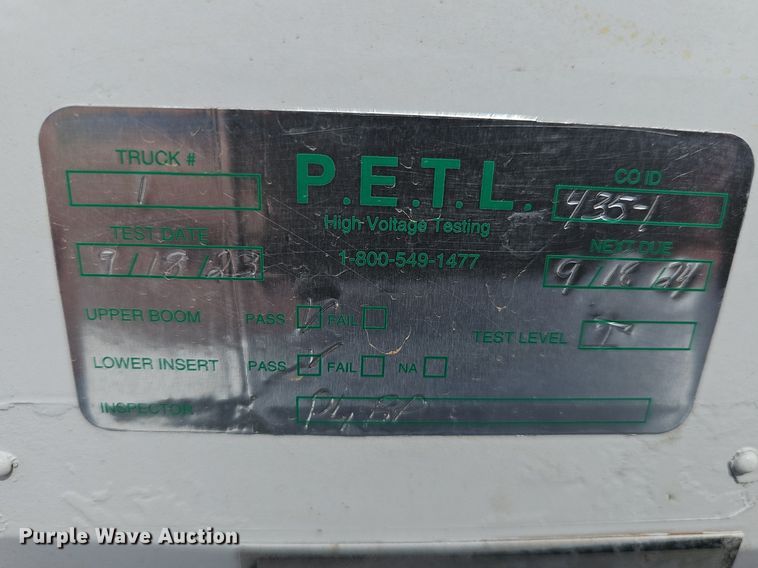 TRUCK # 1
P.E.T.L.
High Voltage Testing
1-800-549-1477
CO ID 435-1
TEST DATE 9/18/23
NEXT DUE 9/18/24
UPPER BOOM PASS FAIL
TEST LEVEL
LOWER INSERT PASS FAIL NA
INSPECTOR
Purple Wave Auction